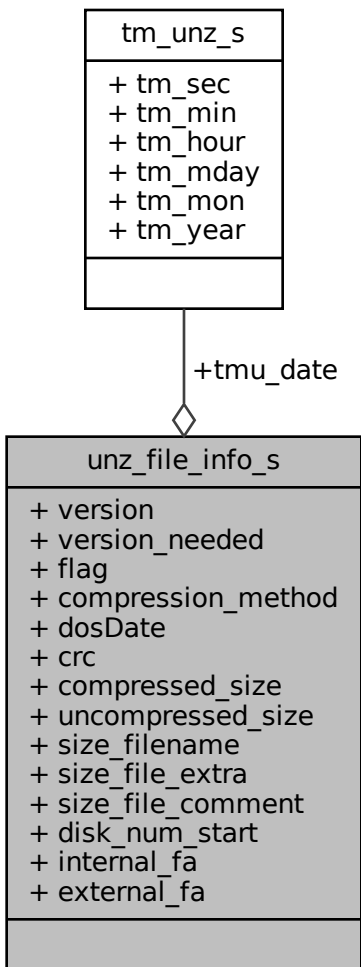 tm_unz_s
+ tm_sec
+ tm_min
+ tm_hour
+ tm_mday
+ tm_mon
+ tm_year
+tmu_date
unz_file_info_s
+ version
+ version_needed
+ flag
+ compression_method
+ dosDate
+ crc
+ compressed_size
+ uncompressed_size
+ size_filename
+ size_file_extra
+ size_file_comment
+ disk_num_start
+ internal_fa
+ external_fa